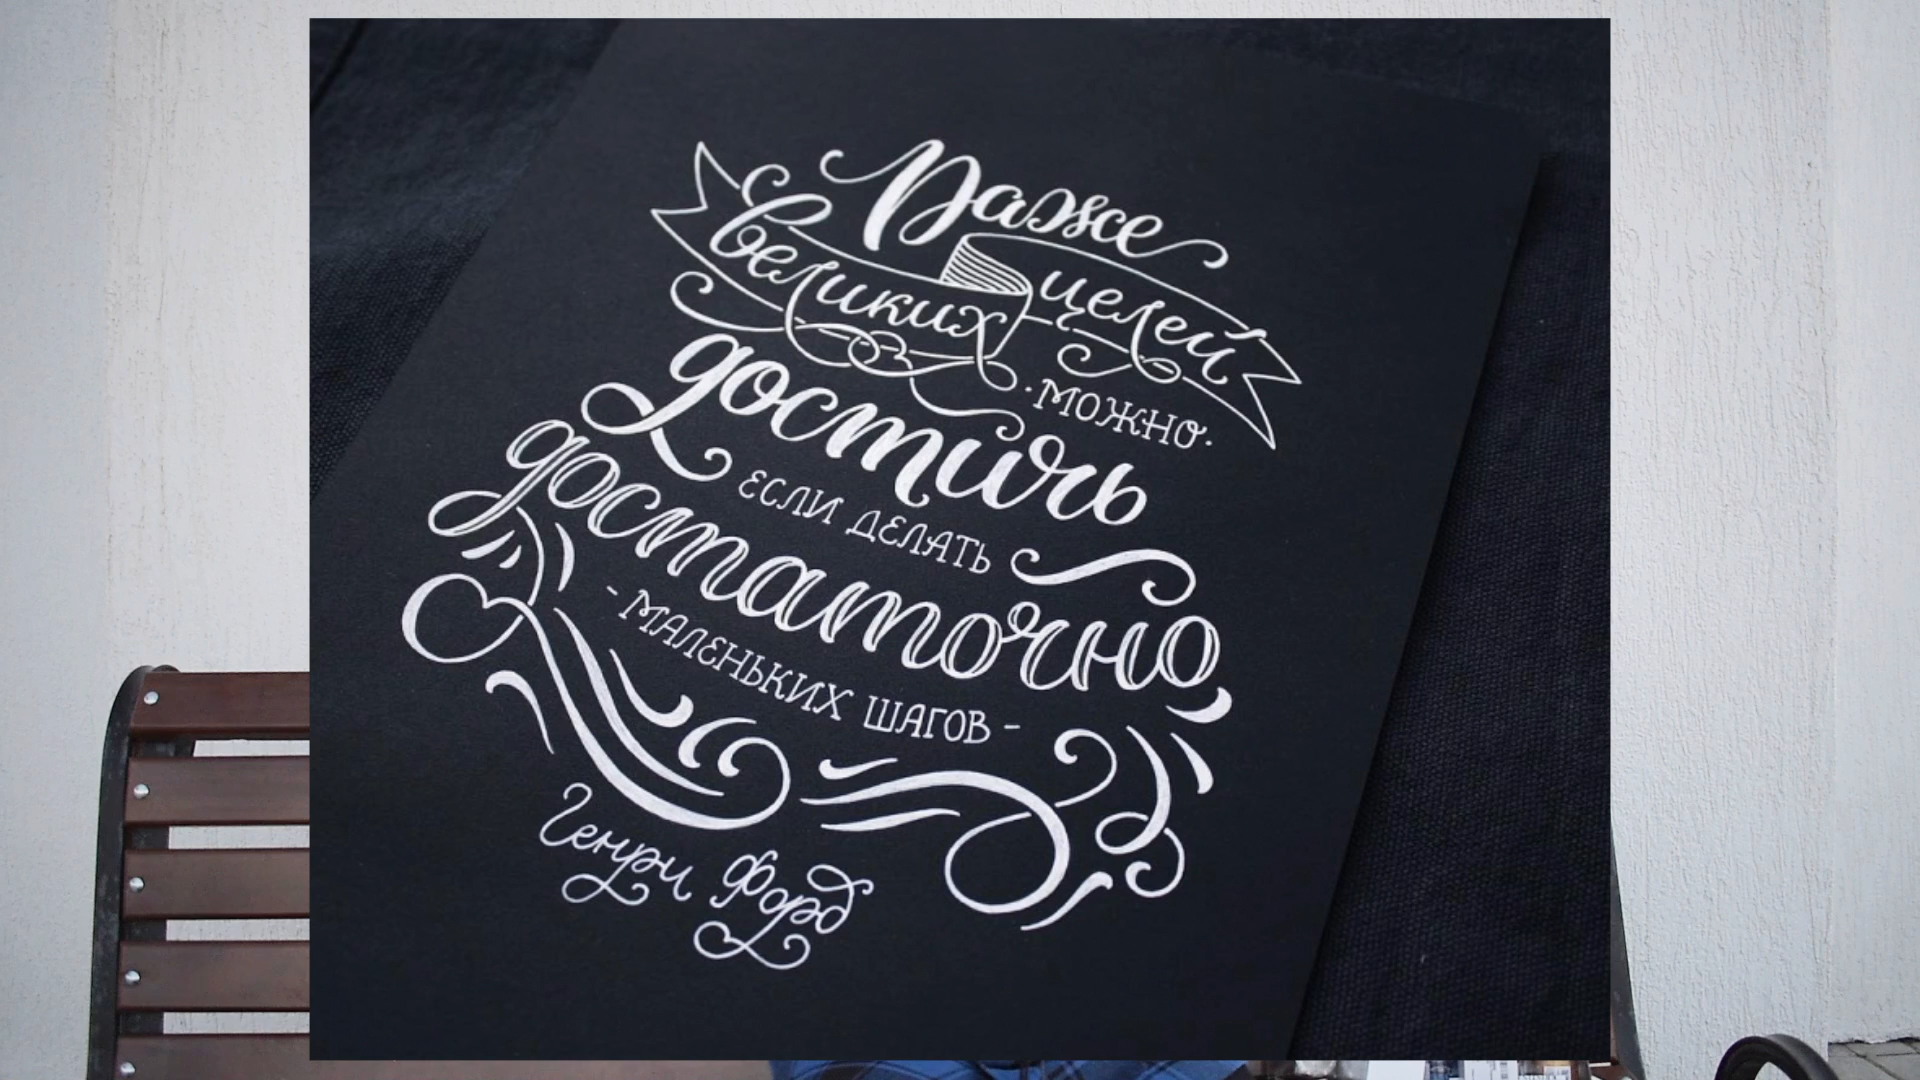 Даже
великих целей
·можно·
достичь
если делать
достаточно
-маленьких шагов-
Генри Форд